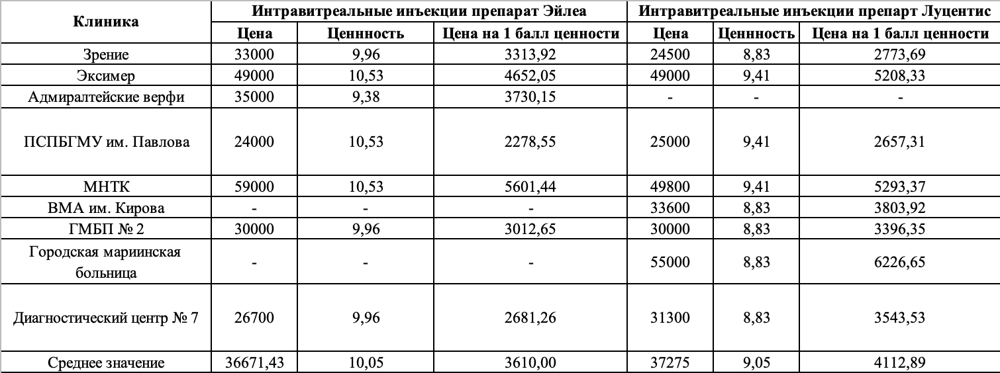 Клиника Интравитреальные инъекции препарат Эйлеа Интравитреальные инъекции препарт Луцентис
Цена Ценнность Цена на 1 балл ценности Цена Ценнность Цена на 1 балл ценности
Зрение 33000 9,96 3313,92 24500 8,83 2773,69
Эксимер 49000 10,53 4652,05 49000 9,41 5208,33
Адмиралтейские верфи 35000 9,38 3730,15 - - -
ПСПБГМУ им. Павлова 24000 10,53 2278,55 25000 9,41 2657,31
МНТК 59000 10,53 5601,44 49800 9,41 5293,37
ВМА им. Кирова - - - 33600 8,83 3803,92
ГМБП № 2 30000 9,96 3012,65 30000 8,83 3396,35
Городская мариинская
больница - - - 55000 8,83 6226,65
Диагностический центр № 7 26700 9,96 2681,26 31300 8,83 3543,53
Среднее значение 36671,43 10,05 3610,00 37275 9,05 4112,89